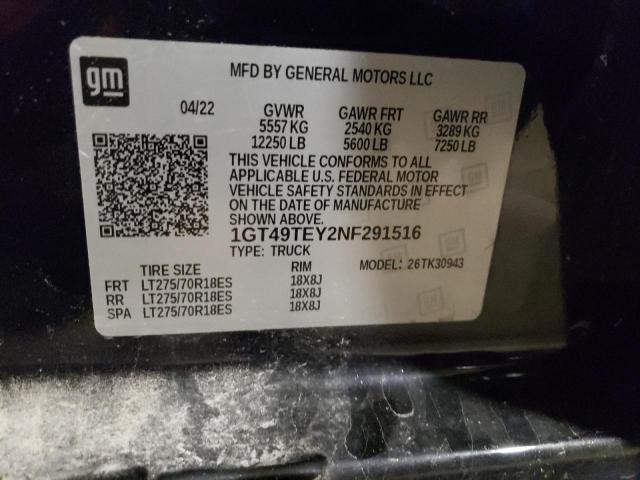 gm
MFD BY GENERAL MOTORS LLC
04/22 GVWR GAWR FRT GAWR RR
5557 KG 2540 KG 3289 KG
12250 LB 5600 LB 7250 LB
THIS VEHICLE CONFORMS TO ALL
APPLICABLE U.S. FEDERAL MOTOR
VEHICLE SAFETY STANDARDS IN EFFECT
ON THE DATE OF MANUFACTURE
SHOWN ABOVE.
1GT49TEY2NF291516
TYPE: TRUCK MODEL: 26TK30943
TIRE SIZE RIM
FRT LT275/70R18ES 18X8J
RR LT275/70R18ES 18X8J
SPA LT275/70R18ES 18X8J